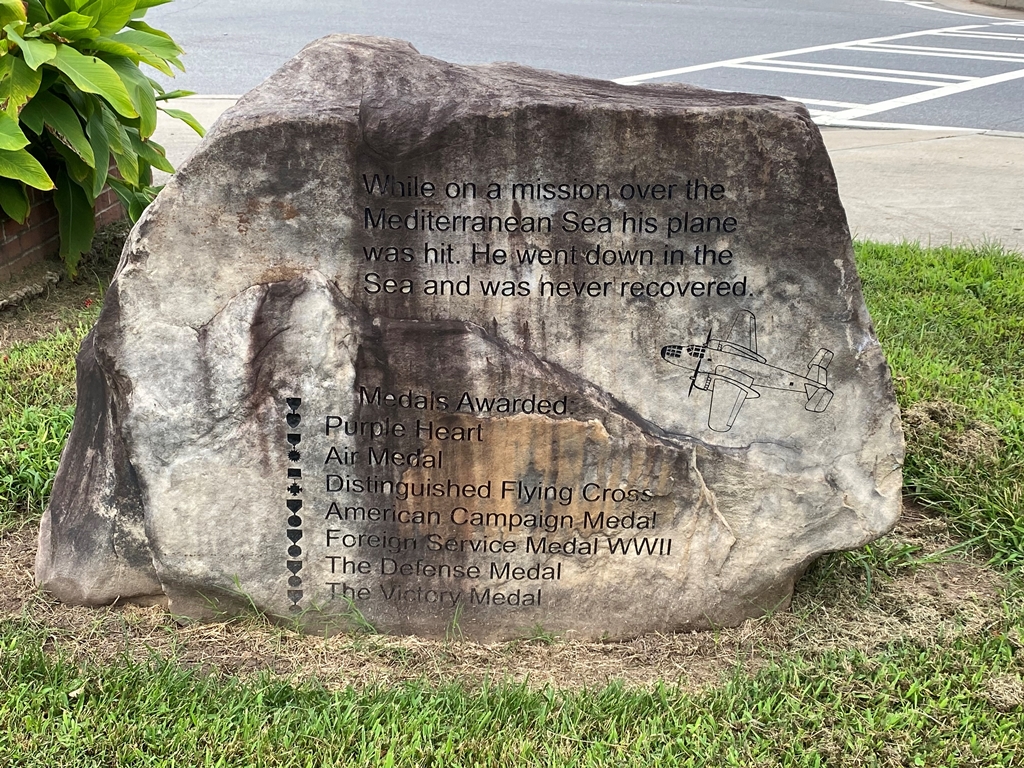 While on a mission over the
Mediterranean Sea his plane
was hit. He went down in the
Sea and was never recovered.
Medals Awarded:
Purple Heart
Air Medal
Distinguished Flying Cross
American Campaign Medal
Foreign Service Medal WWII
The Defense Medal
The Victory Medal